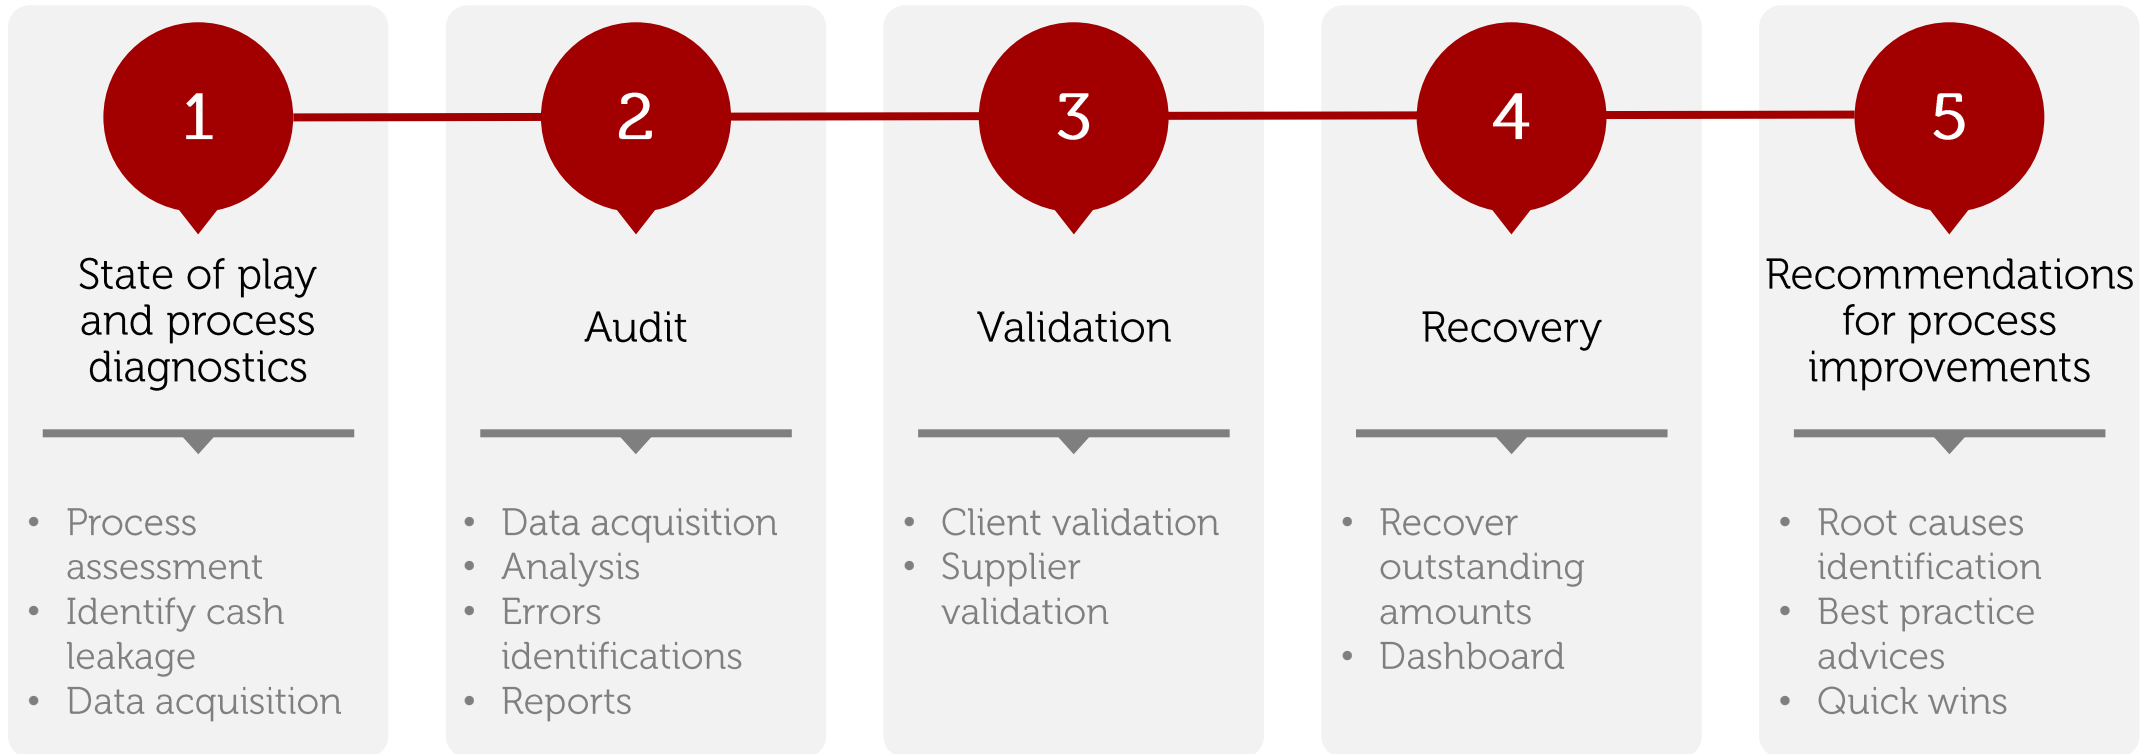 1
State of play
and process
diagnostics
• Process
assessment
• Identify cash
leakage
• Data acquisition
2
Audit
• Data acquisition
• Analysis
• Errors
identifications
• Reports
3
Validation
• Client validation
• Supplier
validation
4
Recovery
• Recover
outstanding
amounts
• Dashboard
5
Recommendations
for process
improvements
• Root causes
identification
• Best practice
advices
• Quick wins